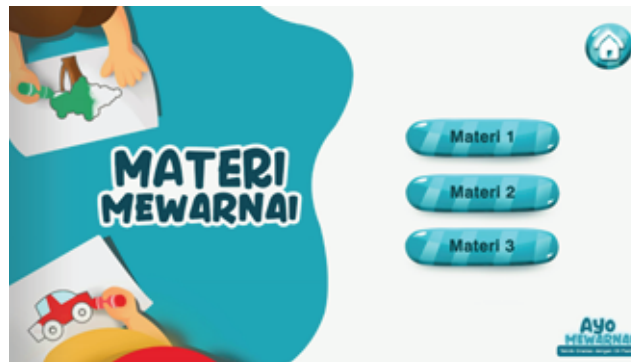 MATERI
MEWARNAI
Materi 1
Materi 2
Materi 3
AYO
MEWARNAI